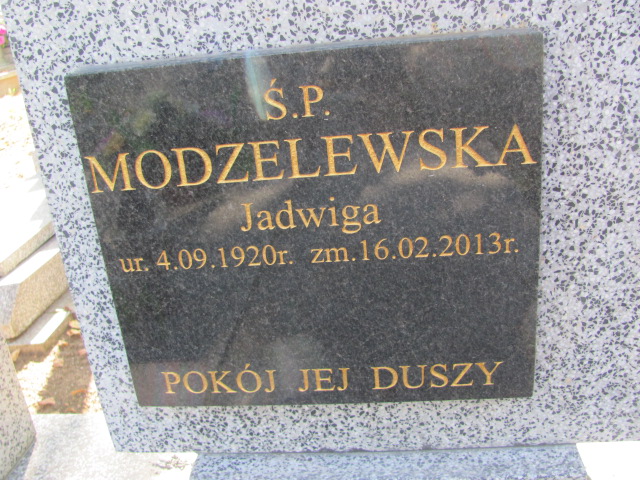 Ś.P.
MODZELEWSKA
Jadwiga
ur. 4.09.1920r. zm.16.02.2013r.
POKÓJ JEJ DUSZY